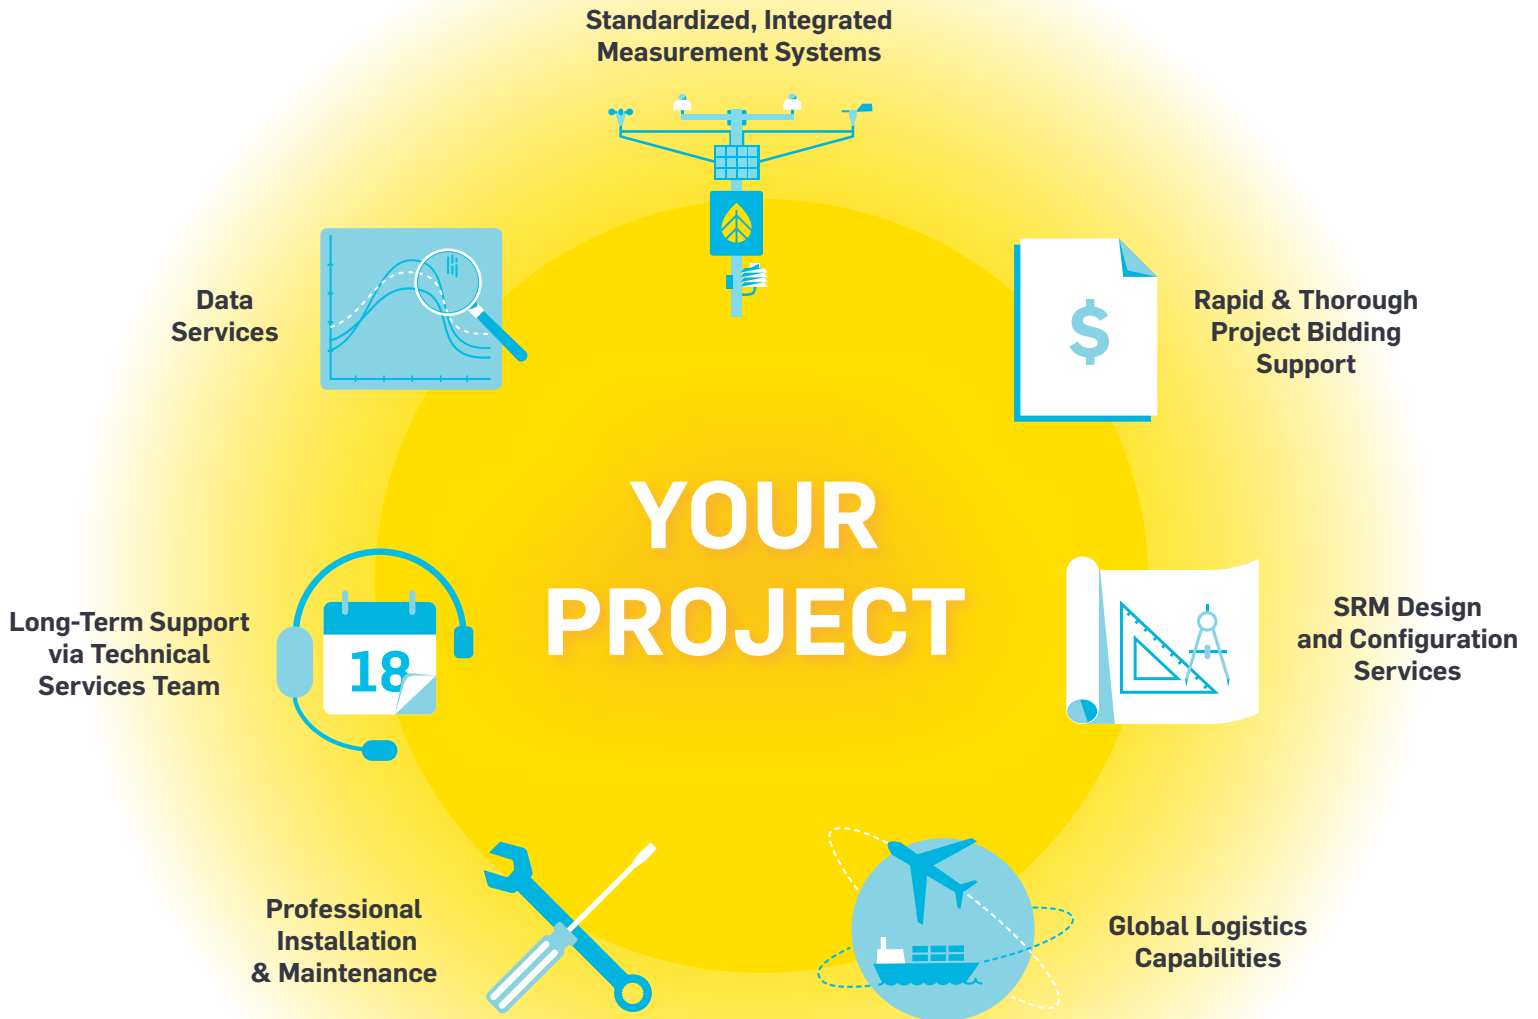 Standardized, Integrated
Measurement Systems
Data
Services
Rapid & Thorough
Project Bidding
Support
$
YOUR
PROJECT
Long-Term Support
via Technical
Services Team
18
SRM Design
and Configuration
Services
Professional
Installation
& Maintenance
Global Logistics
Capabilities